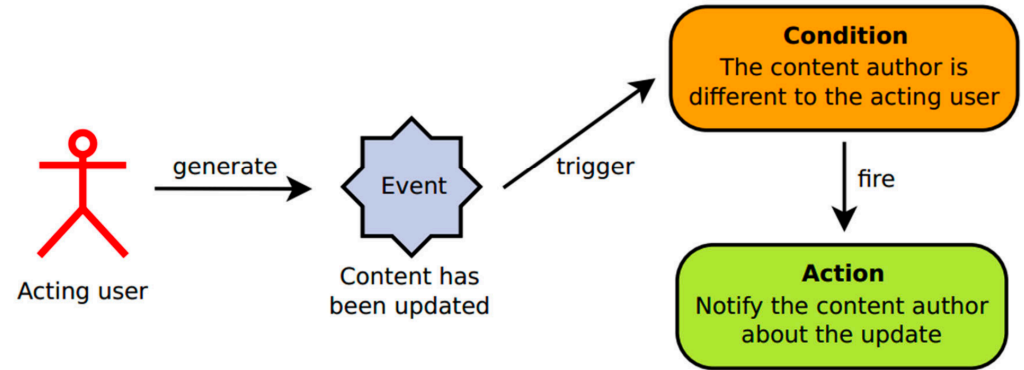 Condition
The content author is
different to the acting user
generate
Event
trigger
fire
Acting user
Content has
been updated
Action
Notify the content author
about the update